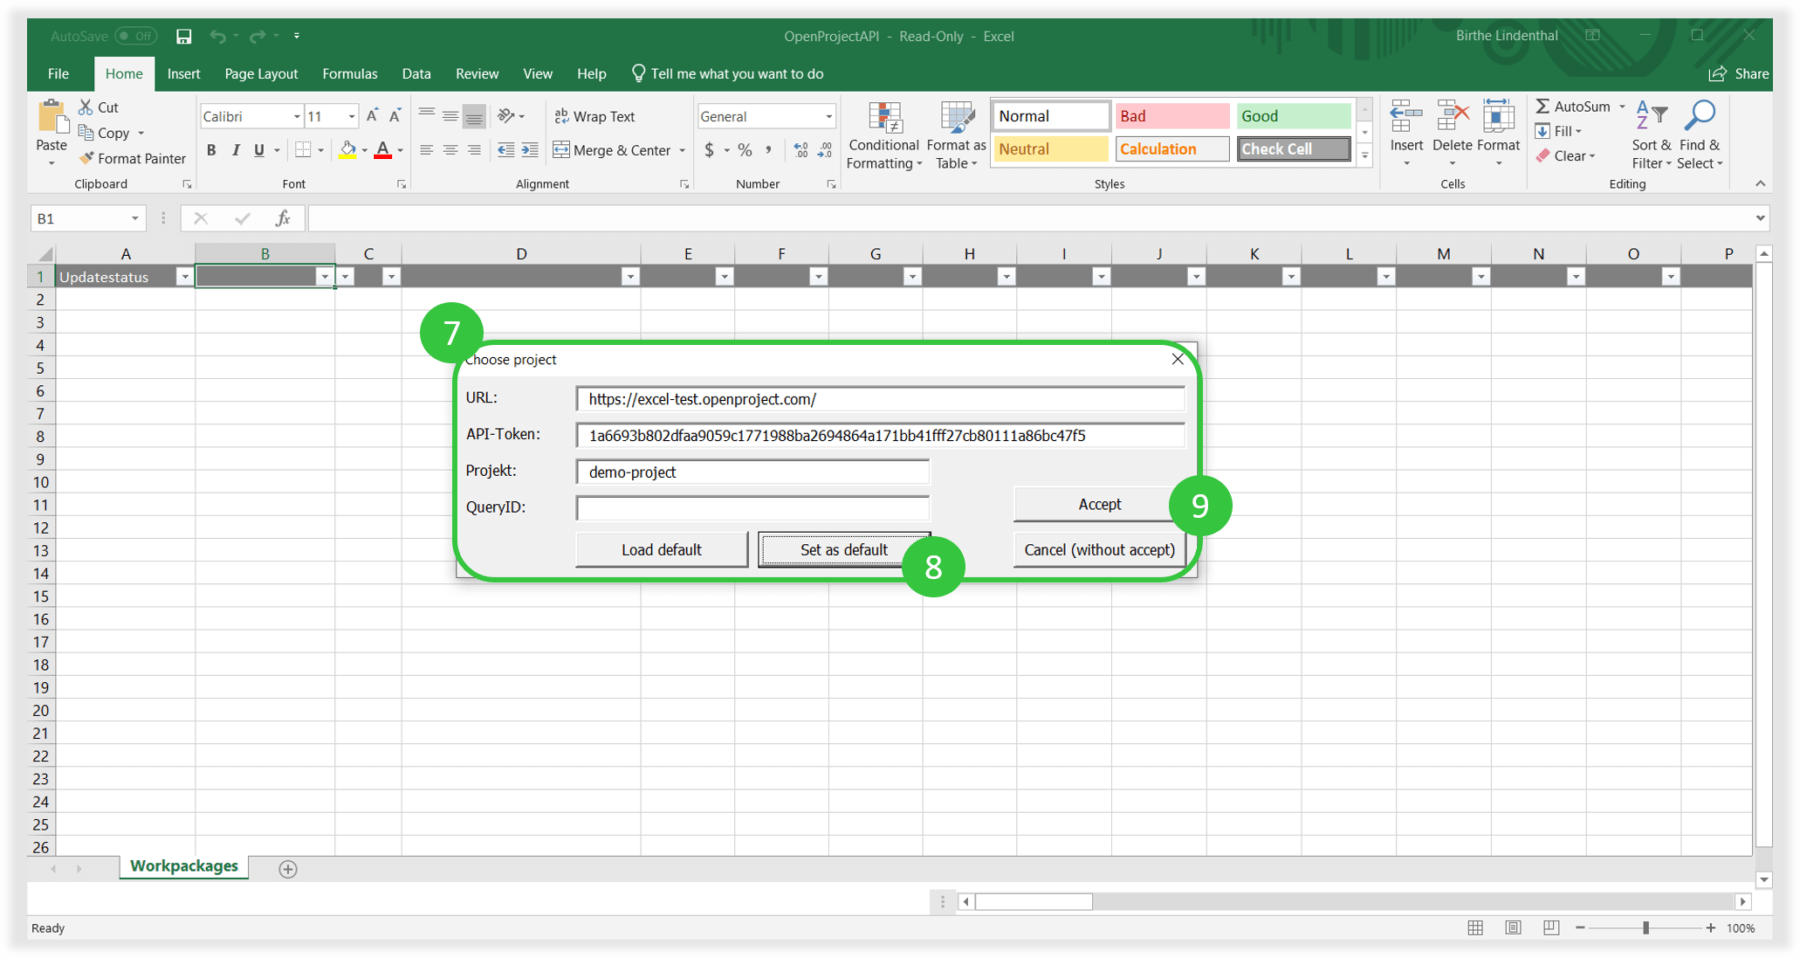 AutoSave Off
OpenProjectAPI - Read-Only - Excel
Birthe Lindenthal
File Home Insert Page Layout Formulas Data Review View Help Tell me what you want to do Share
Paste
Cut
Copy
Format Painter
Clipboard
Calibri 11
B I U A
Font
Wrap Text
Merge & Center
Alignment
General
$ % ,
Number
Conditional
Formatting
Format as
Table
Normal Bad Good
Neutral Calculation Check Cell
Styles
Insert Delete Format
Cells
AutoSum
Fill
Clear
Sort &
Filter
Find &
Select
Editing
B1
fx
A B C D E F G H I J K L M N O P
1 Updatestatus
2
3
4
5
6
7
8
9
10
11
12
13
14
15
16
17
18
19
20
21
22
23
24
25
26
7
Choose project
URL: https://excel-test.openproject.com/
API-Token: 1a6693b802dfaa9059c1771988ba2694864a171bb41fff27cb80111a86bc47f5
Projekt: demo-project
QueryID:
Accept
9
Load default Set as default Cancel (without accept)
8
Workpackages
Ready
100%